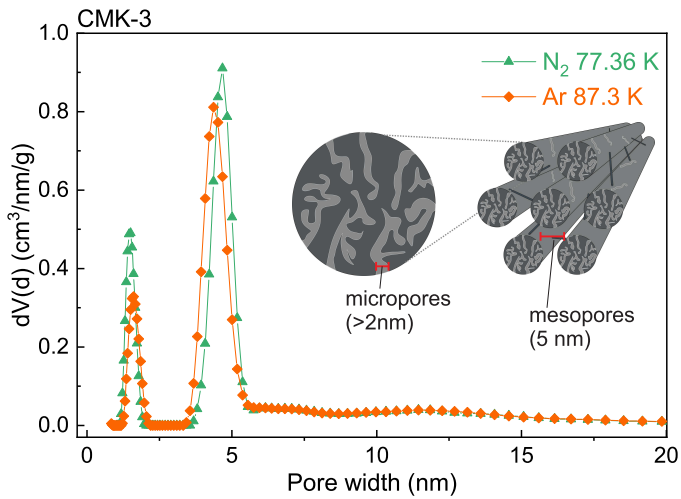 CMK-3
N₂ 77.36 K
Ar 87.3 K
dV(d) (cm³/nm/g)
1.0
0.8
0.6
0.4
0.2
0.0
micropores
(>2nm)
mesopores
(5 nm)
0
5
10
15
20
Pore width (nm)